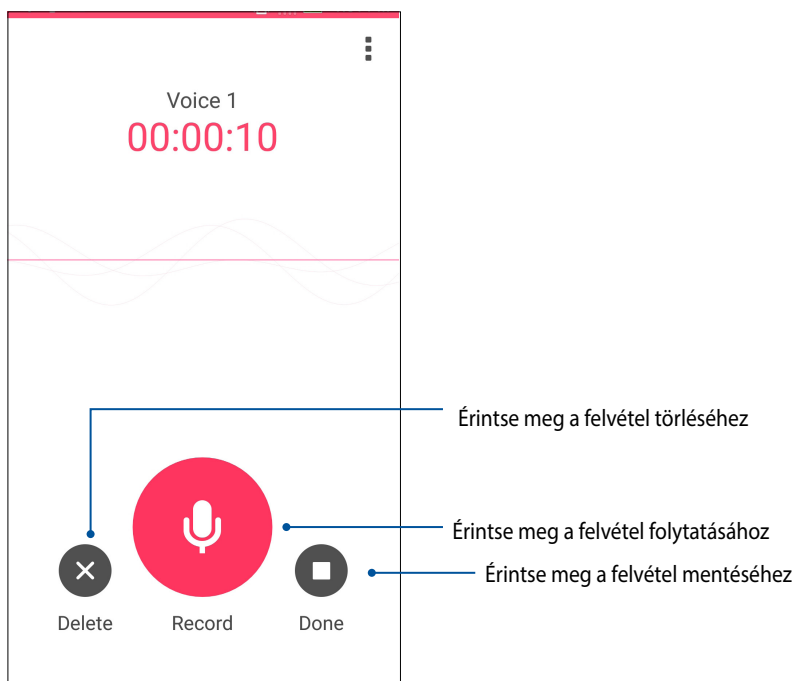 Voice 1
00:00:10
Érintse meg a felvétel törléséhez
Érintse meg a felvétel folytatásához
Érintse meg a felvétel mentéséhez
Delete
Record
Done